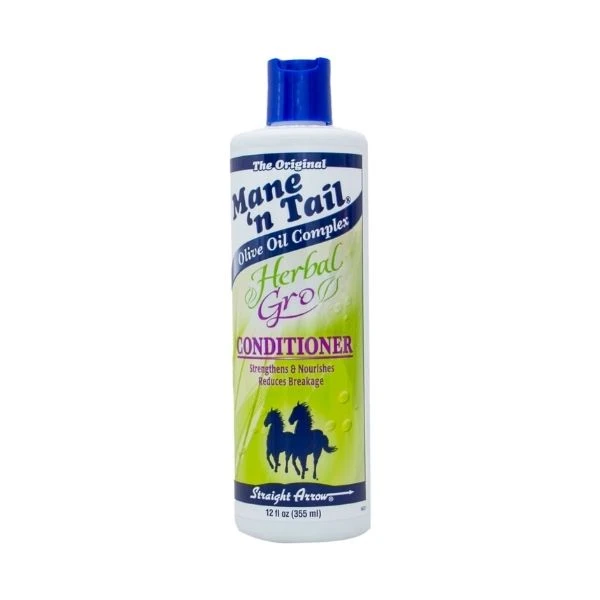 The Original
Mane
'n Tail®
Olive Oil Complex
Herbal
Gro
CONDITIONER
Strengthens & Nourishes
Reduces Breakage
Straight Arrow®
12 fl oz (355 ml)